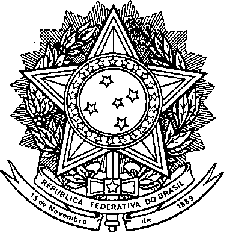 REPÚBLICA FEDERATIVA DO BRASIL
15 de Novembro de 1889